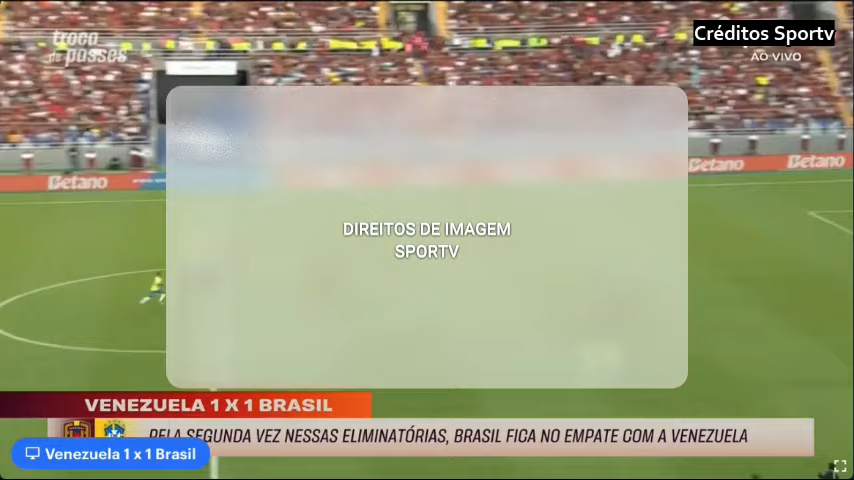 troca
de passes
Créditos Sportv
AO VIVO
Betano
Betano
Betano
DIREITOS DE IMAGEM
SPORTV
VENEZUELA 1 X 1 BRASIL
PELA SEGUNDA VEZ NESSAS ELIMINATÓRIAS, BRASIL FICA NO EMPATE COM A VENEZUELA
Venezuela 1 x 1 Brasil